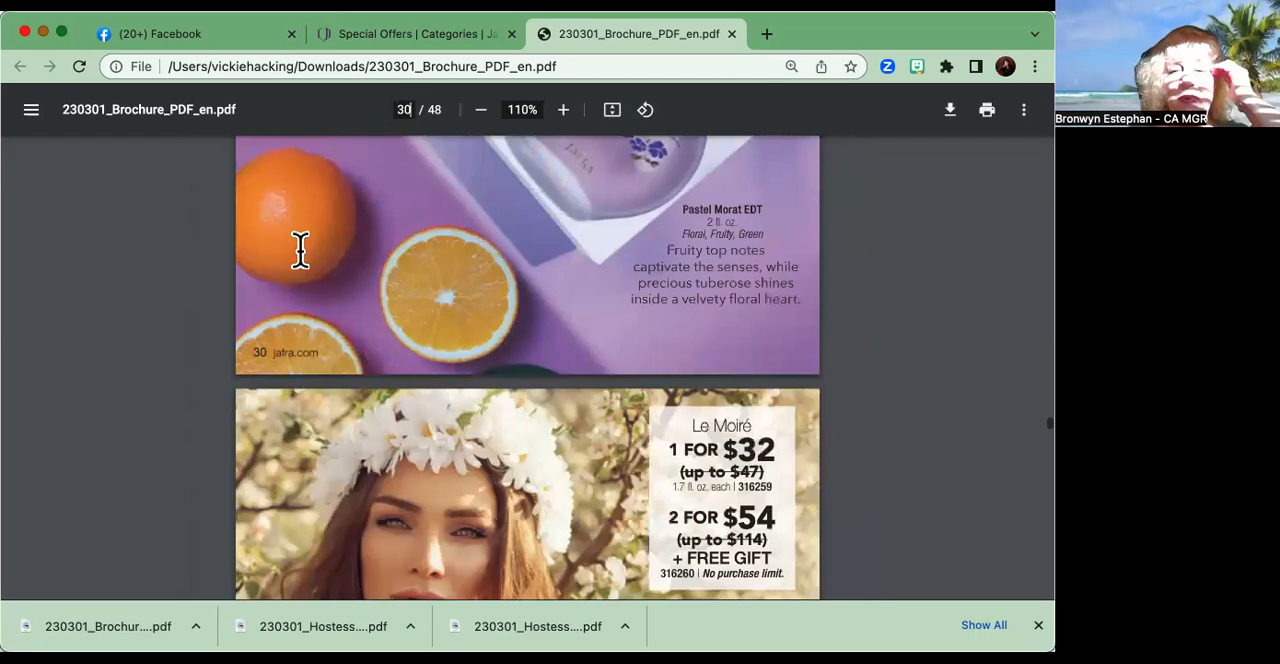 (20+) Facebook
Special Offers | Categories | Ja
230301_Brochure_PDF_en.pdf
File
/Users/vickiehacking/Downloads/230301_Brochure_PDF_en.pdf
230301_Brochure_PDF_en.pdf
30 / 48
110%
Bronwyn Estephan - CA MGR
JAFRA
Pastel Morat EDT
2 fl. oz.
Floral, Fruity, Green
Fruity top notes
captivate the senses, while
precious tuberose shines
inside a velvety floral heart.
30 jafra.com
Le Moiré
1 FOR $32
(up to $47)
1.7 fl. oz. each | 316259
2 FOR $54
(up to $114)
+ FREE GIFT
316260 | No purchase limit.
230301_Brochur....pdf
230301_Hostess....pdf
230301_Hostess....pdf
Show All